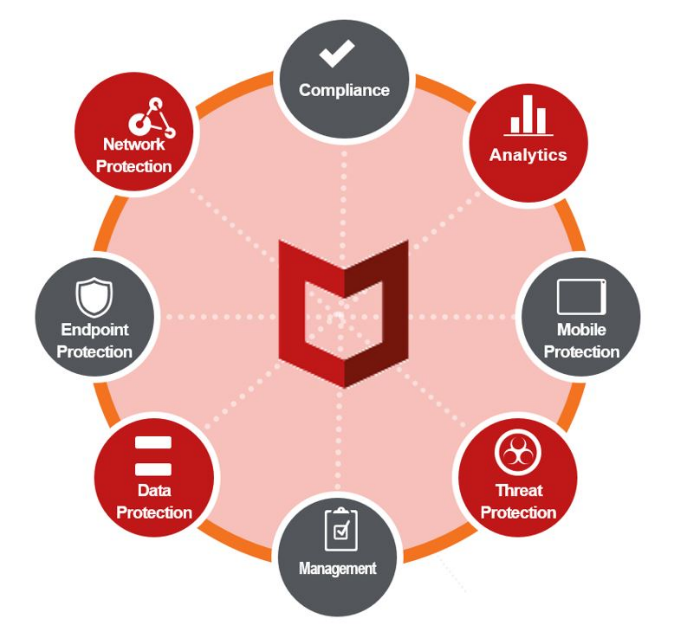 Compliance
Analytics
Mobile
Protection
Threat
Protection
Management
Data
Protection
Endpoint
Protection
Network
Protection